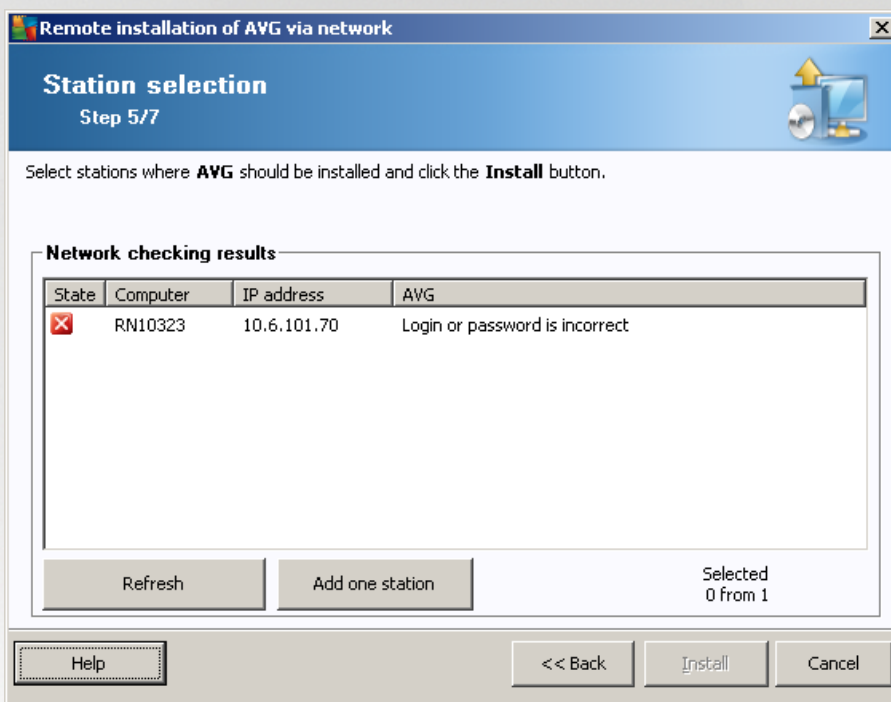 Remote installation of AVG via network
Station selection
Step 5/7
Select stations where AVG should be installed and click the Install button.
Network checking results
State Computer IP address AVG
RN10323 10.6.101.70 Login or password is incorrect
Refresh Add one station Selected
0 from 1
Help << Back Install Cancel